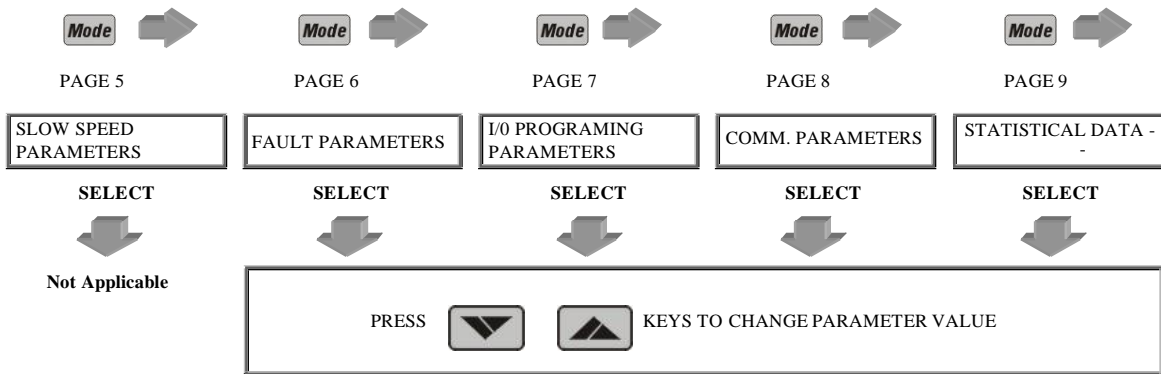 Mode Mode Mode Mode Mode
PAGE 5 PAGE 6 PAGE 7 PAGE 8 PAGE 9
SLOW SPEED
PARAMETERS
FAULT PARAMETERS
I/0 PROGRAMING
PARAMETERS
COMM. PARAMETERS
STATISTICAL DATA -
-
SELECT SELECT SELECT SELECT SELECT
Not Applicable
PRESS KEYS TO CHANGE PARAMETER VALUE